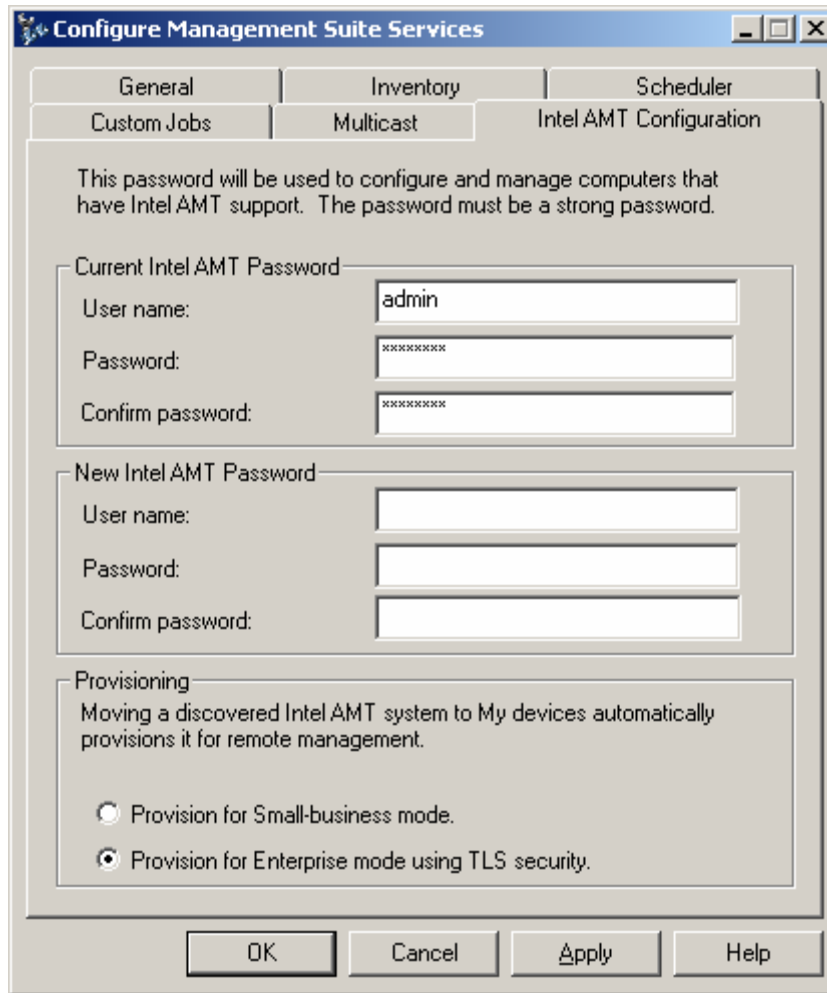 Configure Management Suite Services
General Inventory Scheduler
Custom Jobs Multicast Intel AMT Configuration
This password will be used to configure and manage computers that
have Intel AMT support. The password must be a strong password.
Current Intel AMT Password
User name: admin
Password: ********
Confirm password: ********
New Intel AMT Password
User name:
Password:
Confirm password:
Provisioning
Moving a discovered Intel AMT system to My devices automatically
provisions it for remote management.
Provision for Small-business mode.
Provision for Enterprise mode using TLS security.
OK Cancel Apply Help